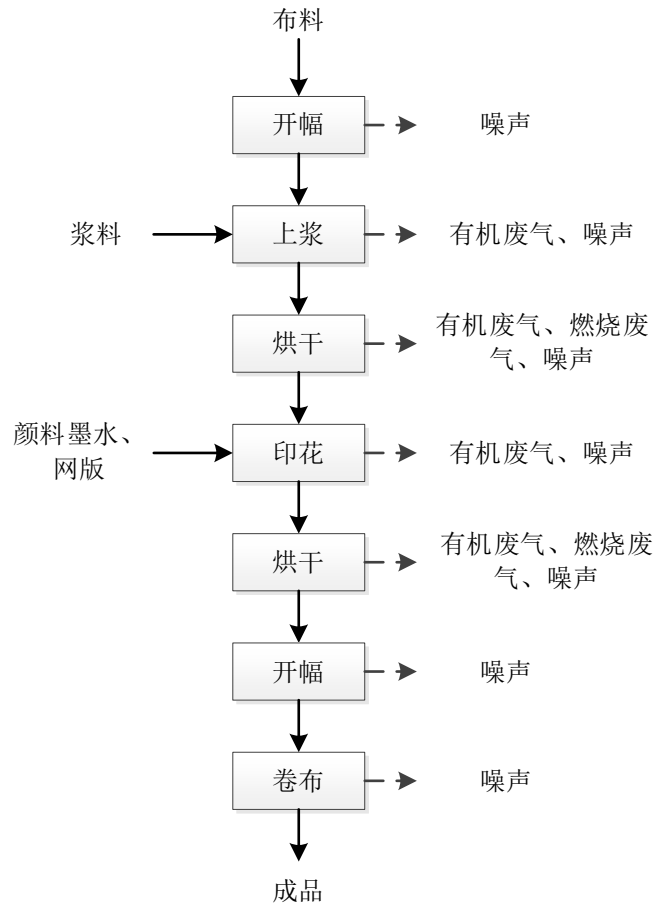 布料
开幅
噪声
浆料
上浆
有机废气、噪声
烘干
有机废气、燃烧废
气、噪声
颜料墨水、
网版
印花
有机废气、噪声
烘干
有机废气、燃烧废
气、噪声
开幅
噪声
卷布
噪声
成品